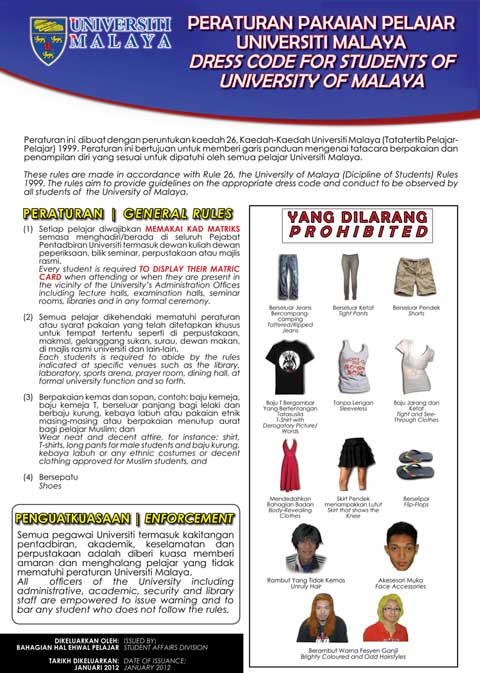 UNIVERSITI
MALAYA
PERATURAN PAKAIAN PELAJAR
UNIVERSITI MALAYA
DRESS CODE FOR STUDENTS OF
UNIVERSITY OF MALAYA
Peraturan ini dibuat dengan peruntukan kaedah 26, Kaedah-Kaedah Universiti Malaya (Tatatertib Pelajar-
Pelajar) 1999. Peraturan ini bertujuan untuk memberi garis panduan mengenai tatacara berpakaian dan
penampilan diri yang sesuai untuk dipatuhi oleh semua pelajar Universiti Malaya.
These rules are made in accordance with Rule 26, the University of Malaya (Dicipline of Students) Rules
1999. The rules aim to provide guidelines on the appropriate dress code and conduct to be observed by
all students of the University of Malaya.
PERATURAN | GENERAL RULES
(1) Setiap pelajar diwajibkan MEMAKAI KAD MATRIKS
semasa menghadiri/berada di seluruh Pejabat
Pentadbiran Universiti termasuk dewan kuliah dewan
peperiksaan, bilik seminar, perpustakaan atau majlis
rasmi.
Every student is required TO DISPLAY THEIR MATRIC
CARD when attending or when they are present in
the vicinity of the University's Administration Offices
including lecture halls, examination halls, seminar
rooms, libraries and in any formal ceremony.
(2) Semua pelajar dikehendaki mematuhi peraturan
atau syarat pakaian yang telah ditetapkan khusus
untuk tempat tertentu seperti di perpustakaan,
makmal, gelanggang sukan, surau, dewan makan,
di majlis rasmi universiti dan lain-lain.
Each students is required to abide by the rules
indicated at specific venues such as the library,
laboratory, sports arena, prayer room, dining hall, at
formal university function and so forth.
(3) Berpakaian kemas dan sopan, contoh: baju kemeja,
baju kemeja T, berseluar panjang bagi lelaki dan
berbaju kurung, kebaya labuh atau pakaian etnik
masing-masing atau berpakaian menutup aurat
bagi pelajar Muslim; dan
Wear neat and decent attire, for instance: shirt,
T-shirts, long pants for male students and baju kurung,
kebaya labuh or any ethnic costumes or decent
clothing approved for Muslim students, and
(4) Bersepatu
Shoes
PENGUATKUASAAN | ENFORCEMENT
Semua pegawai Universiti termasuk kakitangan
pentadbiran, akademik, keselamatan dan
perpustakaan adalah diberi kuasa memberi
amaran dan menghalang pelajar yang tidak
mematuhi peraturan Universiti Malaya.
All officers of the University including
administrative, academic, security and library
staff are empowered to issue warning and to
bar any student who does not follow the rules.
DIKELUARKAN OLEH: ISSUED BY:
BAHAGIAN HAL EHWAL PELAJAR STUDENT AFFAIRS DIVISION
TARIKH DIKELUARKAN: DATE OF ISSUANCE:
JANUARI 2012 JANUARY 2012
YANG DILARANG
PROHIBITED
Berseluar Jeans
Bercompang-
camping
Tattered/Ripped
Jeans
Berseluar Ketat
Tight Pants
Berseluar Pendek
Shorts
Baju T Bergambar
Yang Bertentangan
Tatasusila
T-Shirt with
Derogatory Picture/
Words
Tanpa Lengan
Sleeveless
Baju Jarang dan
Ketat
Tight and See-
Through Clothes
Mendedahkan
Bahagian Badan
Body-Revealing
Clothes
Skirt Pendek
menampakkan Lutut
Skirt that shows the
Knee
Berselipar
Flip-Flops
Rambut Yang Tidak Kemas
Unruly Hair
Aksesori Muka
Face Accessories
Berambut Warna Fesyen Ganjil
Brighty Coloured and Odd Hairstyles